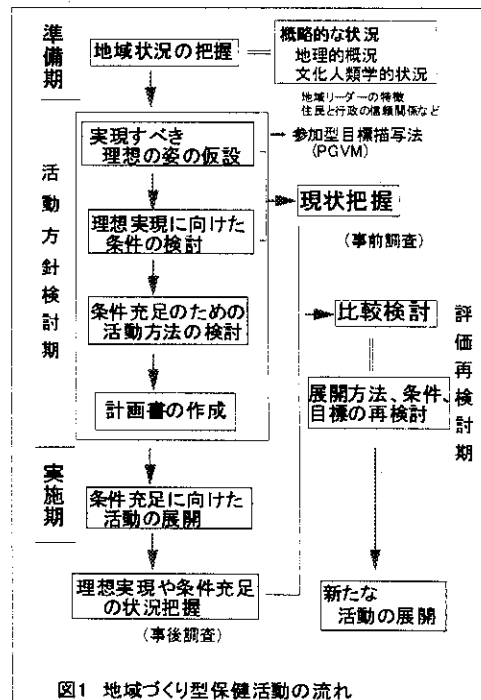 準備期
地域状況の把握
概略的な状況
地理的概況
文化人類学的状況
地域リーダーの特徴
住民と行政の信頼関係など
活動方針検討期
実現すべき
理想の姿の仮設
参加型目標描写法
(PGVM)
理想実現に向けた
条件の検討
現状把握
(事前調査)
条件充足のための
活動方法の検討
計画書の作成
比較検討
評価再検討期
展開方法、条件、
目標の再検討
実施期
条件充足に向けた
活動の展開
理想実現や条件充足
の状況把握
(事後調査)
新たな
活動の展開
図1 地域づくり型保健活動の流れ